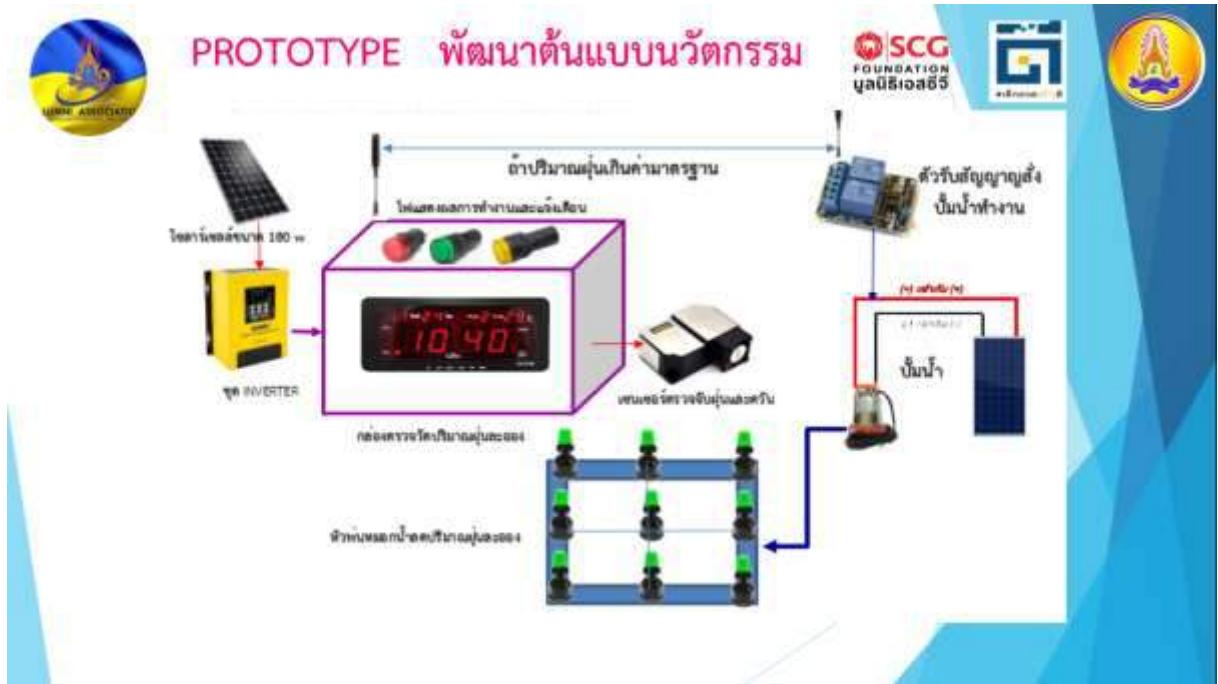 PROTOTYPE พัฒนาต้นแบบนวัตกรรม
SCG
FOUNDATION
มูลนิธิเอสซีจี
ถ้าปริมาณฝุ่นเกินค่ามาตรฐาน
ตัวรับสัญญาณสั่ง
ปั๊มน้ำทำงาน
ไฟแสดงผลการทำงานและแจ้งเตือน
โซลาร์เซลล์ขนาด 180 w
10 40
ปั๊มน้ำ
ชุด INVERTER
เซนเซอร์ตรวจจับฝุ่นและควัน
กล่องตรวจวัดปริมาณฝุ่นละออง
หัวพ่นหมอกน้ำลดปริมาณฝุ่นละออง